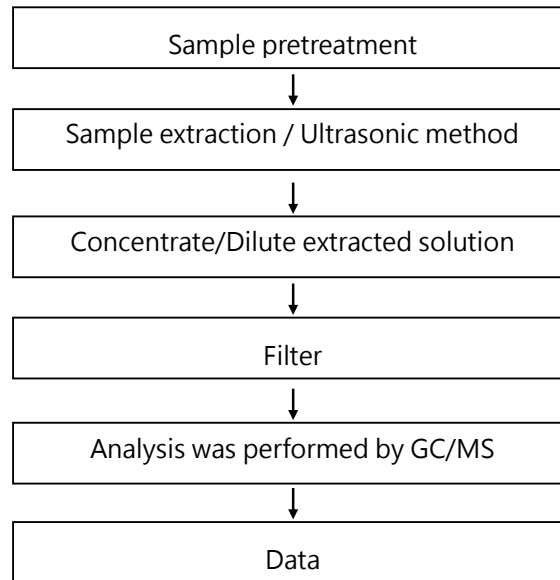 Sample pretreatment
Sample extraction / Ultrasonic method
Concentrate/Dilute extracted solution
Filter
Analysis was performed by GC/MS
Data